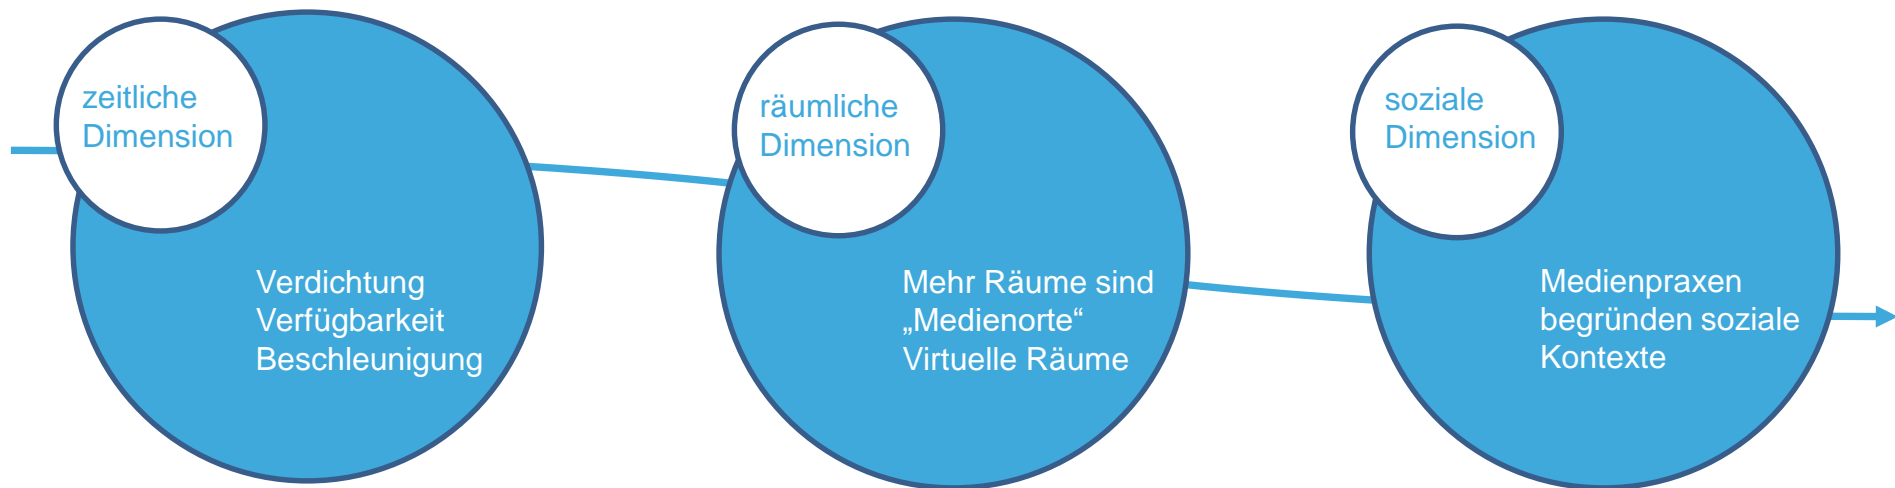 zeitliche
Dimension
Verdichtung
Verfügbarkeit
Beschleunigung
räumliche
Dimension
Mehr Räume sind
„Medienorte“
Virtuelle Räume
soziale
Dimension
Medienpraxen
begründen soziale
Kontexte